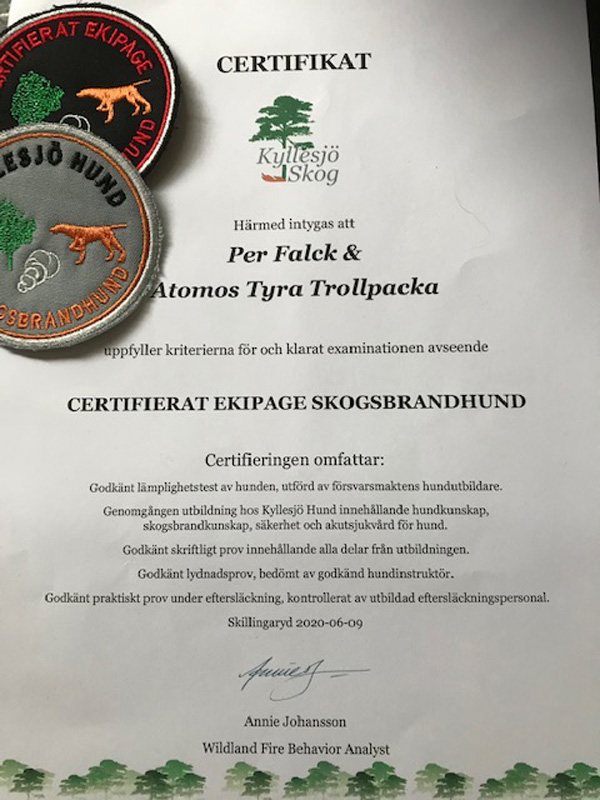 CERTIFIKAT
RTIFIERAT EKIPAGE
UND
LLESJÖ HUND
GSBRANDHUND
Kyllesjö
Skog
Härmed intygas att
Per Falck &
Atomos Tyra Trollpacka
uppfyller kriterierna för och klarat examinationen avseende
CERTIFIERAT EKIPAGE SKOGSBRANDHUND
Certifieringen omfattar:
Godkänt lämplighetstest av hunden, utförd av försvarsmaktens hundutbildare.
Genomgången utbildning hos Kyllesjö Hund innehållande hundkunskap,
skogsbrandkunskap, säkerhet och akutsjukvård för hund.
Godkänt skriftligt prov innehållande alla delar från utbildningen.
Godkänt lydnadsprov, bedömt av godkänd hundinstruktör.
Godkänt praktiskt prov under eftersläckning, kontrollerat av utbildad eftersläckningspersonal.
Skillingaryd 2020-06-09
Annie Johansson
Wildland Fire Behavior Analyst